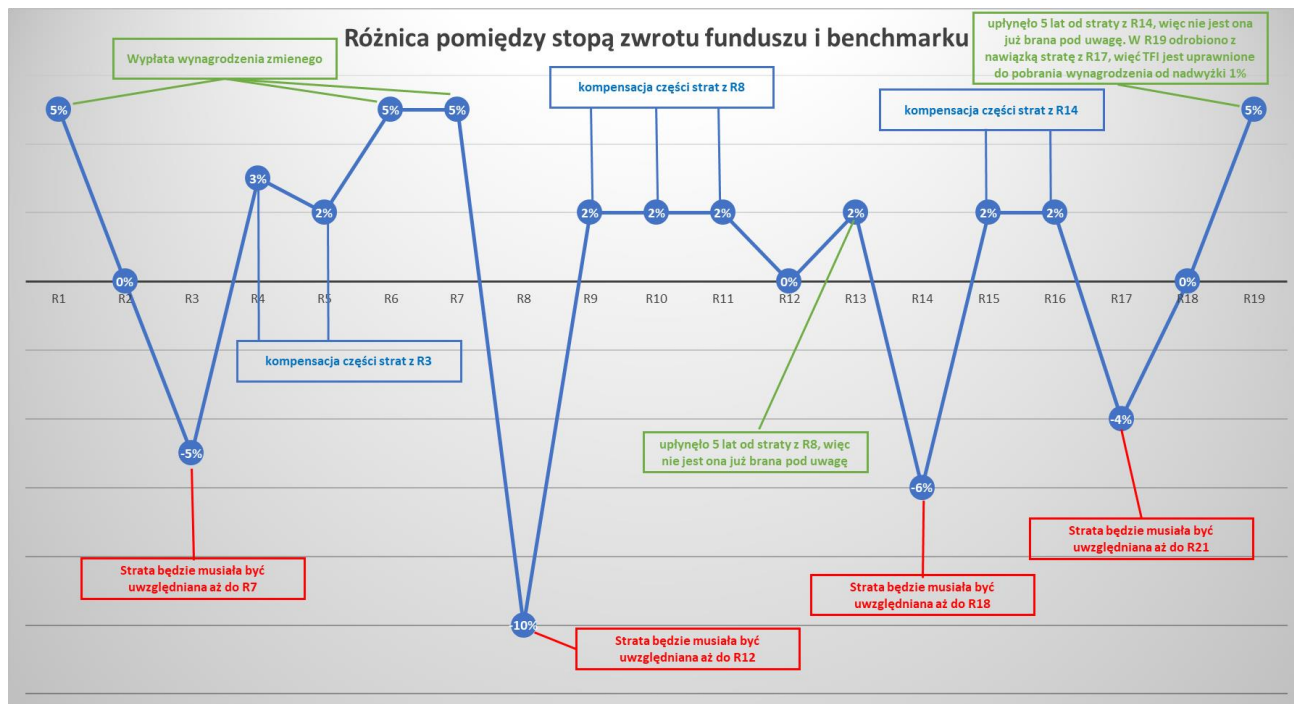 Różnica pomiędzy stopą zwrotu funduszu i benchmarku
upłynęło 5 lat od straty z R14, więc nie jest ona
już brana pod uwagę. W R19 odrobiono z
nawiązką stratę z R17, więć TFI jest uprawnione
do pobrania wynagrodzenia od nadwyżki 1%
Wypłata wynagrodzenia zmienego
kompensacja części strat z R8
kompensacja części strat z R14
5%
0%
-5%
3%
2%
5%
5%
-10%
2%
2%
2%
0%
2%
-6%
2%
2%
-4%
0%
5%
R1
R2
R3
R4
R5
R6
R7
R8
R9
R10
R11
R12
R13
R14
R15
R16
R17
R18
R19
kompensacja części strat z R3
upłynęło 5 lat od straty z R8, więc
nie jest ona już brana pod uwagę
Strata będzie musiała być
uwzględniana aż do R7
Strata będzie musiała być
uwzględniana aż do R12
Strata będzie musiała być
uwzględniana aż do R18
Strata będzie musiała być
uwzględniana aż do R21